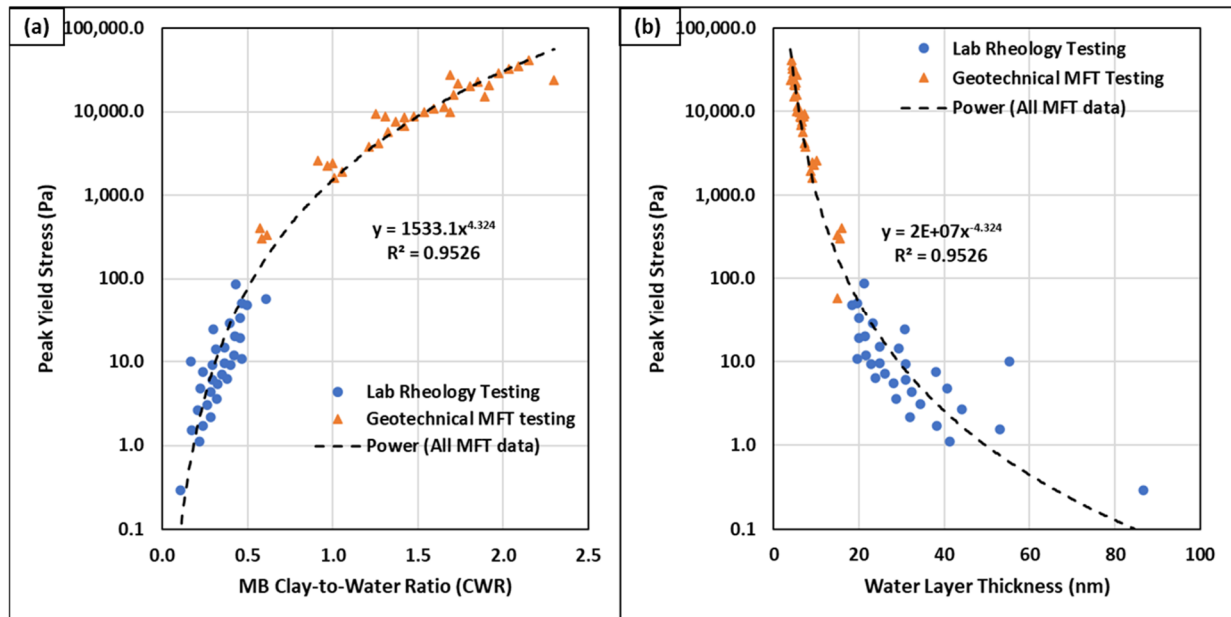 (a)
100,000.0
10,000.0
1,000.0
100.0
10.0
1.0
0.1
Peak Yield Stress (Pa)
y = 1533.1x^4.324
R² = 0.9526
Lab Rheology Testing
Geotechnical MFT testing
Power (All MFT data)
0.0 0.5 1.0 1.5 2.0 2.5
MB Clay-to-Water Ratio (CWR)
(b)
100,000.0
10,000.0
1,000.0
100.0
10.0
1.0
0.1
Peak Yield Stress (Pa)
Lab Rheology Testing
Geotechnical MFT Testing
Power (All MFT data)
y = 2E+07x^-4.324
R² = 0.9526
0 20 40 60 80 100
Water Layer Thickness (nm)